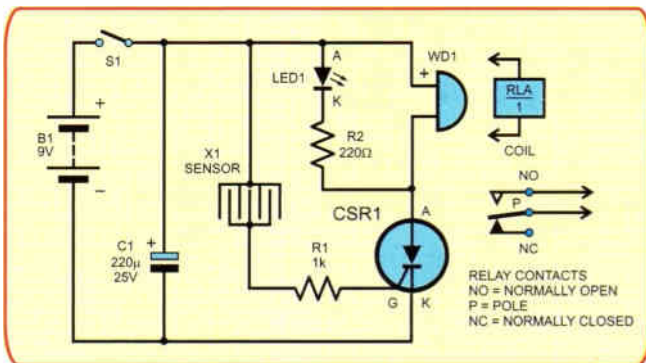 S1
B1
9V
+
−
C1
220µ
25V
+
X1
SENSOR
LED1
A
K
R2
220Ω
R1
1k
CSR1
A
G
K
WD1
+
RLA
1
COIL
NO
P
NC
RELAY CONTACTS
NO = NORMALLY OPEN
P = POLE
NC = NORMALLY CLOSED